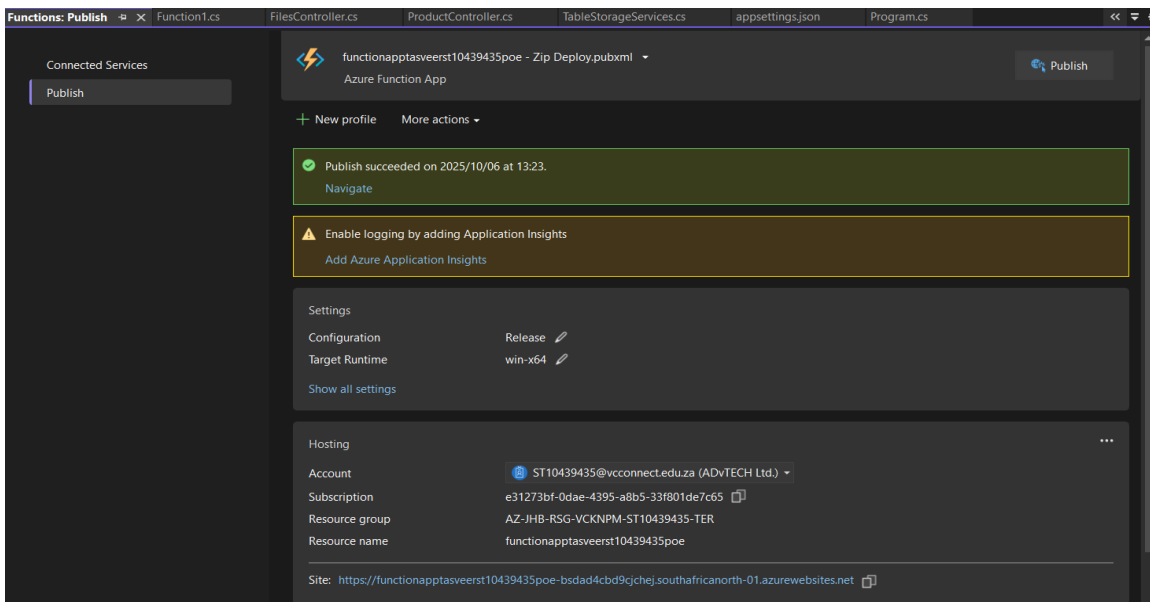 Functions: Publish Function1.cs FilesController.cs ProductController.cs TableStorageServices.cs appsettings.json Program.cs
Connected Services
Publish
functionapptasveerst10439435poe - Zip Deploy.pubxml
Azure Function App
Publish
New profile More actions
Publish succeeded on 2025/10/06 at 13:23.
Navigate
Enable logging by adding Application Insights
Add Azure Application Insights
Settings
Configuration Release
Target Runtime win-x64
Show all settings
Hosting
Account ST10439435@vcconnect.edu.za (ADvTECH Ltd.)
Subscription e31273bf-0dae-4395-a8b5-33f801de7c65
Resource group AZ-JHB-RSG-VCKNPM-ST10439435-TER
Resource name functionapptasveerst10439435poe
Site: https://functionapptasveerst10439435poe-bsdad4cbd9cjchej.southafricanorth-01.azurewebsites.net